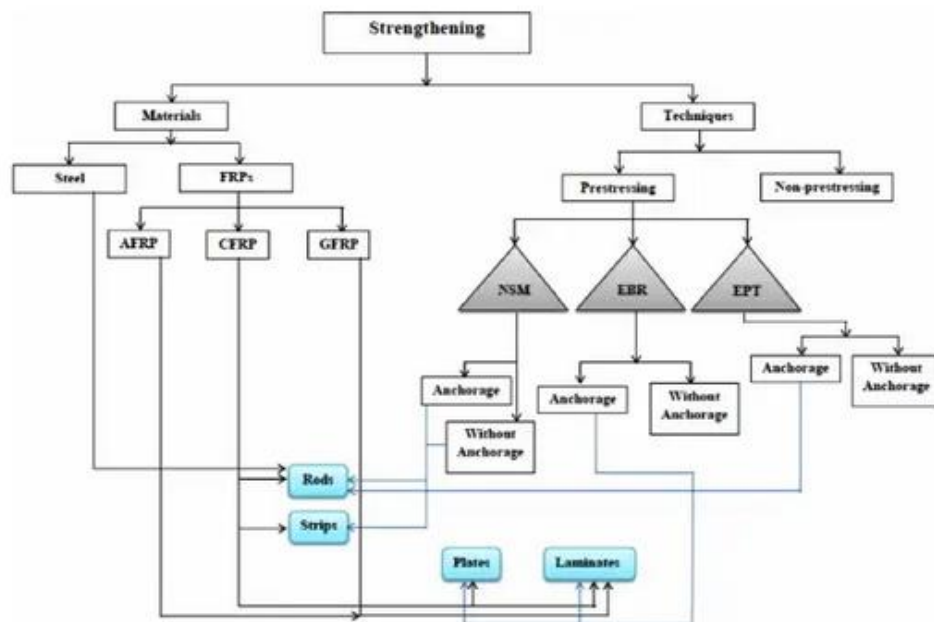 Strengthening
Materials
Techniques
Steel
FRPs
Prestressing
Non-prestressing
AFRP
CFRP
GFRP
NSM
EBR
EPT
Anchorage
Without
Anchorage
Anchorage
Without
Anchorage
Anchorage
Without
Anchorage
Rods
Strips
Plates
Laminates